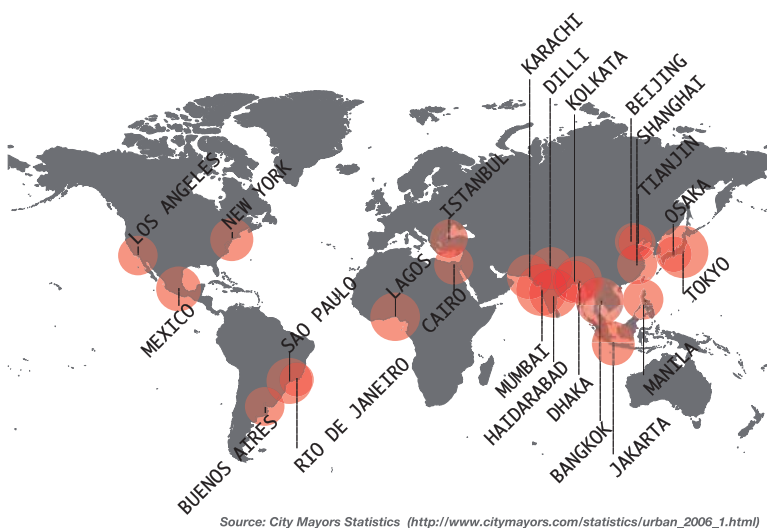 KARACHI
DILLI
KOLKATA
BEIJING
SHANGHAI
TIANJIN
OSAKA
TOKYO
LOS ANGELES
NEW YORK
ISTANBUL
LAGOS
CAIRO
MEXICO
SAO PAULO
RIO DE JANEIRO
BUENOS AIRES
MUMBAI
HAIDARABAD
DHAKA
BANGKOK
JAKARTA
MANILA
Source: City Mayors Statistics (http://www.citymayors.com/statistics/urban_2006_1.html)